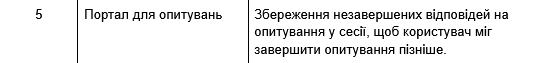 5 Портал для опитувань Збереження незавершених відповідей на
опитування у сесії, щоб користувач міг
завершити опитування пізніше.